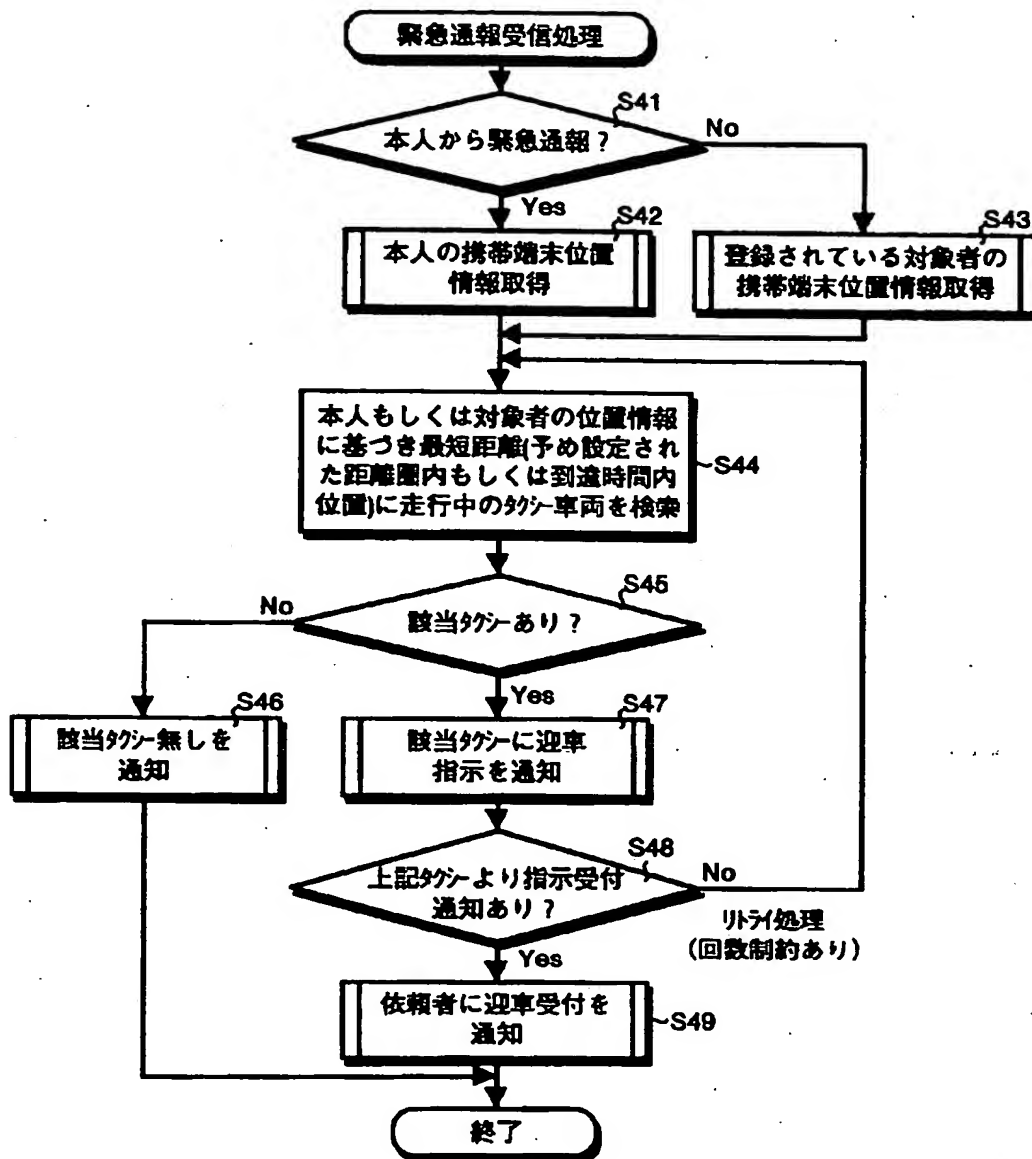 緊急通報受信処理
S41
本人から緊急通報？
No
Yes
S42
本人の携帯端末位置
情報取得
S43
登録されている対象者の
携帯端末位置情報取得
本人もしくは対象者の位置情報
に基づき最短距離(予め設定され
た距離圏内もしくは到達時間内
位置)に走行中のﾀｸｼｰ車両を検索
S44
S45
該当ﾀｸｼｰあり？
No
Yes
S46
該当ﾀｸｼｰ無しを
通知
S47
該当ﾀｸｼｰに迎車
指示を通知
S48
上記ﾀｸｼｰより指示受付
通知あり？
No
ﾘﾄﾗｲ処理
(回数制約あり)
Yes
依頼者に迎車受付を
通知
S49
終了